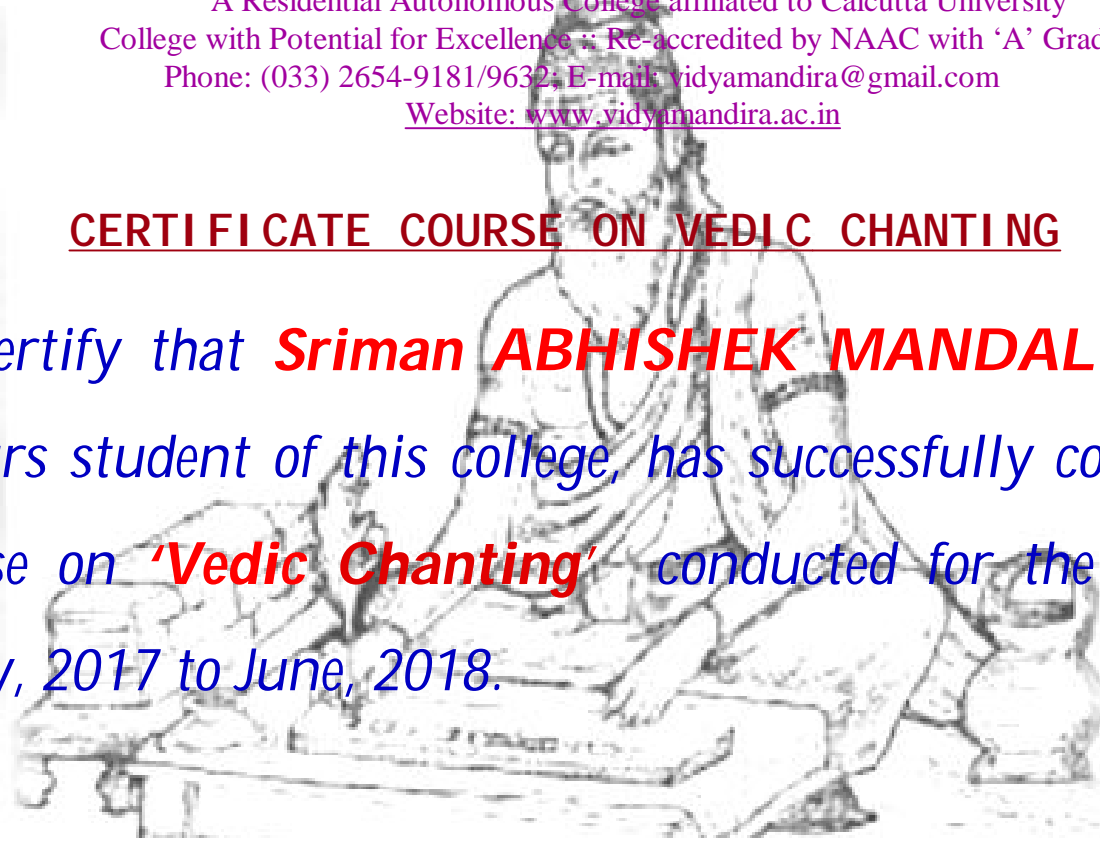 A Residential Autonomous College affiliated to Calcutta University
College with Potential for Excellence :: Re-accredited by NAAC with ‘A’ Grad
Phone: (033) 2654-9181/9632; E-mail: vidyamandira@gmail.com
Website: www.vidyamandira.ac.in
CERTIFICATE COURSE ON VEDIC CHANTING
ertify that Sriman ABHISHEK MANDAL
rs student of this college, has successfully co
se on ‘Vedic Chanting’ conducted for the
y, 2017 to June, 2018.